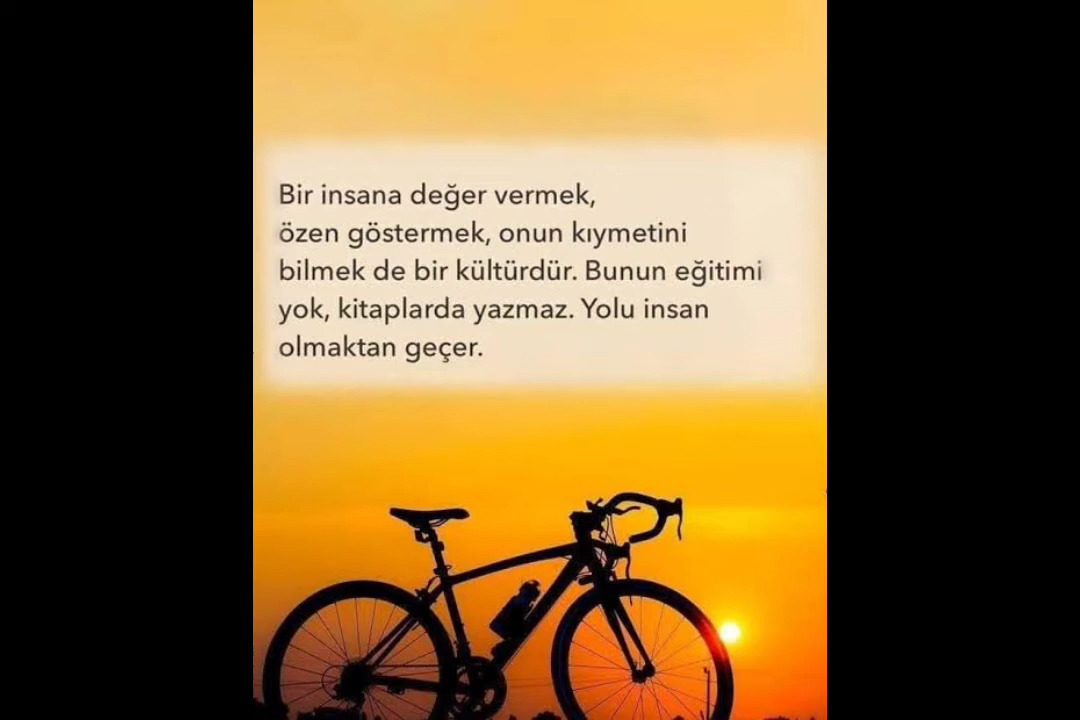 Bir insana değer vermek,
özen göstermek, onun kıymetini
bilmek de bir kültürdür. Bunun eğitimi
yok, kitaplarda yazmaz. Yolu insan
olmaktan geçer.